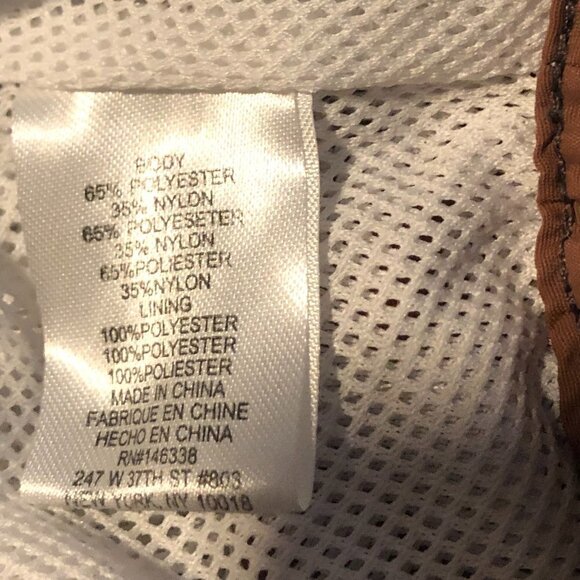 BODY
65% POLYESTER
35% NYLON
65% POLYESETER
35% NYLON
65%POLIESTER
35%NYLON
LINING
100%POLYESTER
100%POLYESTER
100%POLIESTER
MADE IN CHINA
FABRIQUE EN CHINE
HECHO EN CHINA
RN#146338
247 W 37TH ST #803
NEW YORK, NY 10018